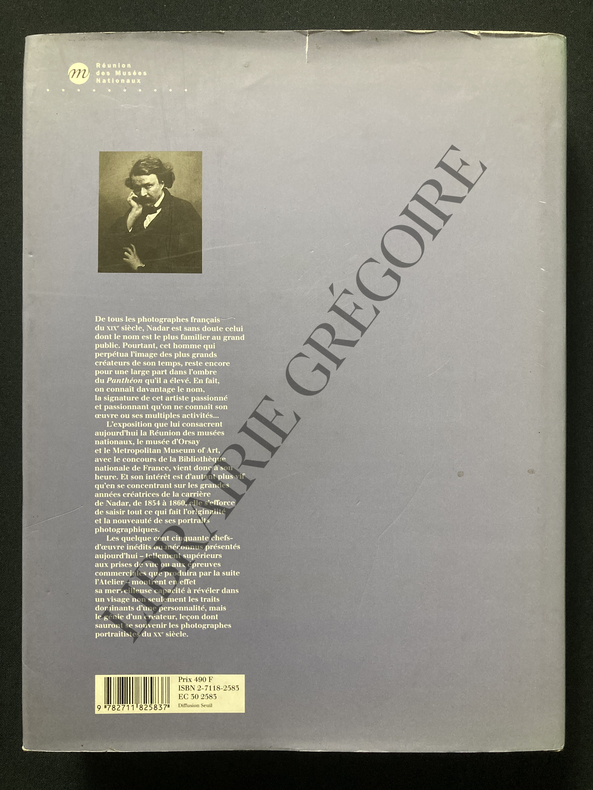 m
Réunion
des Musées
Nationaux
De tous les photographes français
du XIXe siècle, Nadar est sans doute celui
dont le nom est le plus familier au grand
public. Pourtant, cet homme qui
perpétua l'image des plus grands
créateurs de son temps, reste encore
pour une large part dans l'ombre
du Panthéon qu'il a élevé. En fait,
on connaît davantage le nom,
la signature de cet artiste passionné
et passionnant qu'on ne connaît son
œuvre ou ses multiples activités...
L'exposition que lui consacrent
aujourd'hui la Réunion des musées
nationaux, le musée d'Orsay
et le Metropolitan Museum of Art,
avec le concours de la Bibliothèque
nationale de France, vient donc à son
heure. Et son intérêt est d'autant plus vif
qu'en se concentrant sur les grandes
années créatrices de la carrière
de Nadar, de 1854 à 1860, elle s'efforce
de saisir tout ce qui fait l'originalité
et la nouveauté de ses portraits
photographiques.
Les quelque cent cinquante chefs-
d'œuvre inédits ou méconnus présentés
aujourd'hui – tellement supérieurs
aux prises de vue ou aux épreuves
commerciales que produira par la suite
l'Atelier – montrent en effet
sa merveilleuse capacité à révéler dans
un visage non seulement les traits
dominants d'une personnalité, mais
le génie d'un créateur, leçon dont
sauront se souvenir les photographes
portraitistes du XXe siècle.
Prix 490 F
ISBN 2-7118-2583
EC 30 2583
Diffusion Seuil
9 782711 825837
LIBRAIRIE GRÉGOIRE